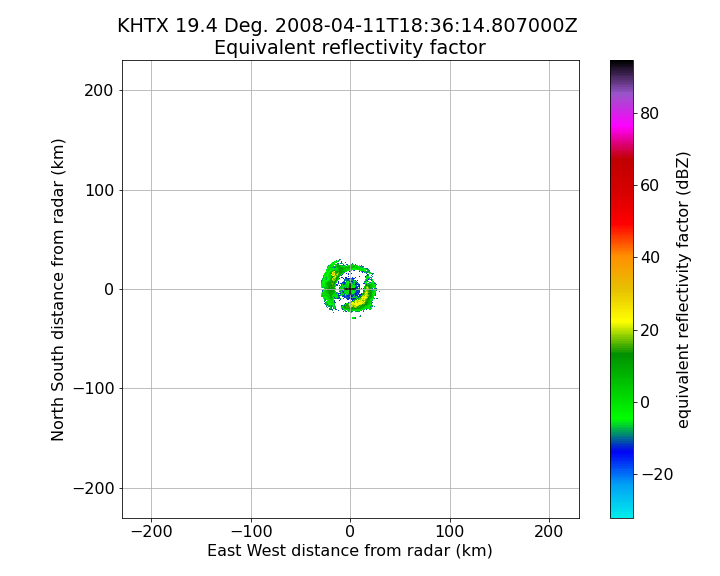 KHTX 19.4 Deg. 2008-04-11T18:36:14.807000Z
Equivalent reflectivity factor
North South distance from radar (km)
200
100
0
−100
−200
−200 −100 0 100 200
East West distance from radar (km)
80
60
40
20
0
−20
equivalent reflectivity factor (dBZ)